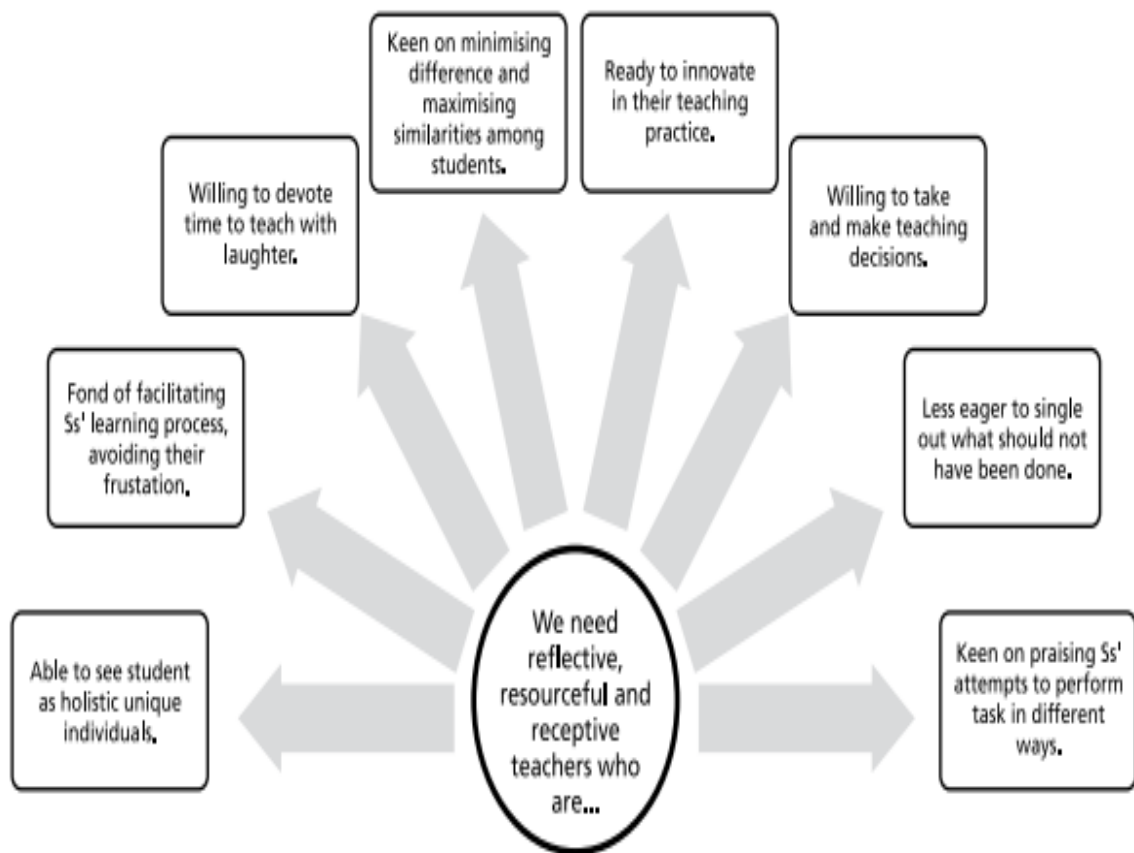 Keen on minimising
difference and
maximising
similarities among
students.
Ready to innovate
in their teaching
practice.
Willing to devote
time to teach with
laughter.
Willing to take
and make teaching
decisions.
Fond of facilitating
Ss' learning process,
avoiding their
frustation.
Less eager to single
out what should not
have been done.
Able to see student
as holistic unique
individuals.
We need
reflective,
resourceful and
receptive
teachers who
are...
Keen on praising Ss'
attempts to perform
task in different
ways.